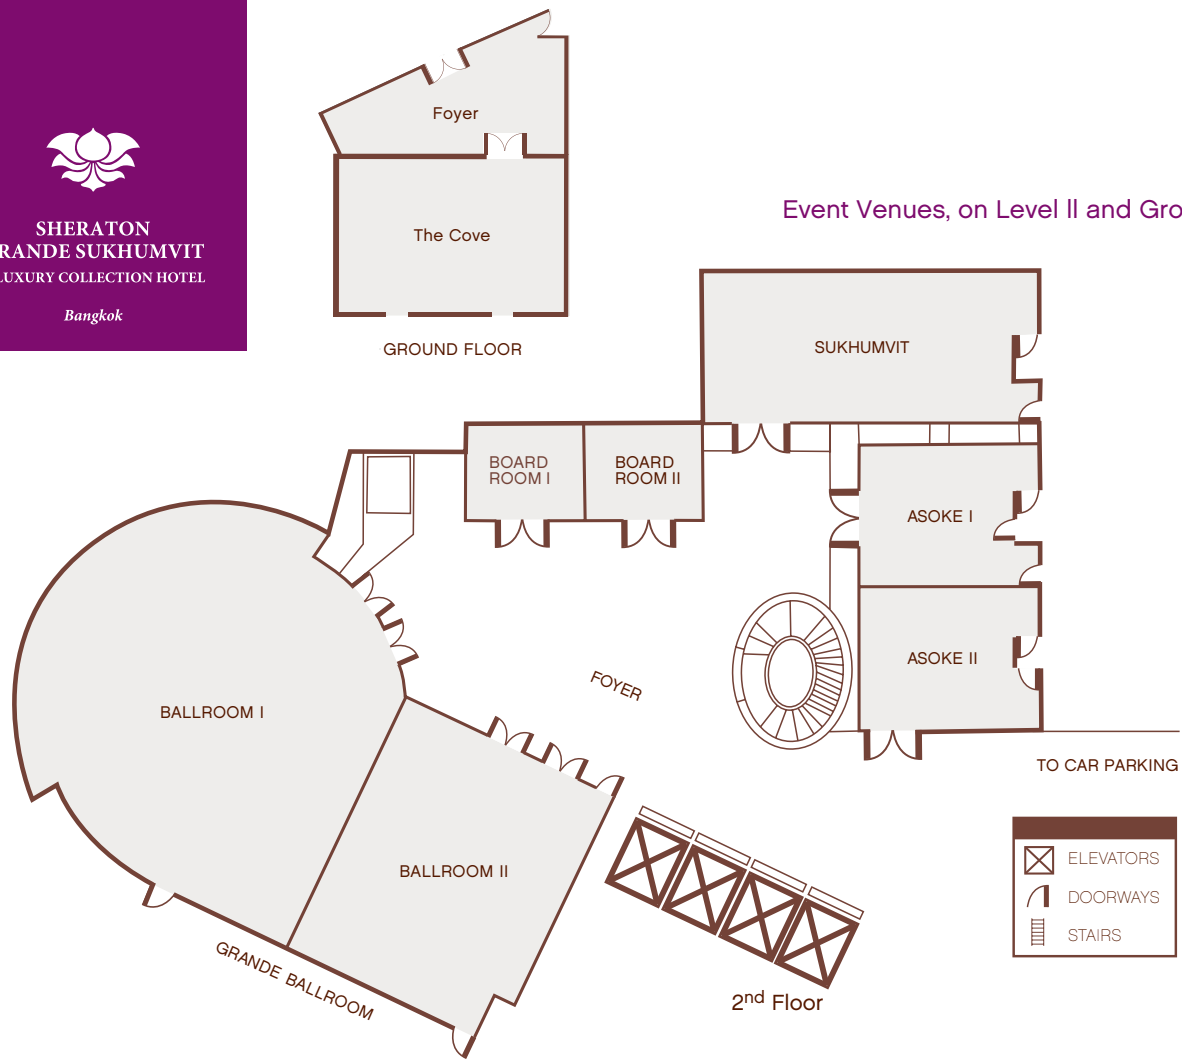 SHERATON
RANDE SUKHUMVIT
LUXURY COLLECTION HOTEL
Bangkok
Foyer
The Cove
GROUND FLOOR
Event Venues, on Level ll and Gro
SUKHUMVIT
BOARD
ROOM I
BOARD
ROOM II
ASOKE I
ASOKE II
FOYER
BALLROOM I
BALLROOM II
GRANDE BALLROOM
TO CAR PARKING
ELEVATORS
DOORWAYS
STAIRS
2nd Floor